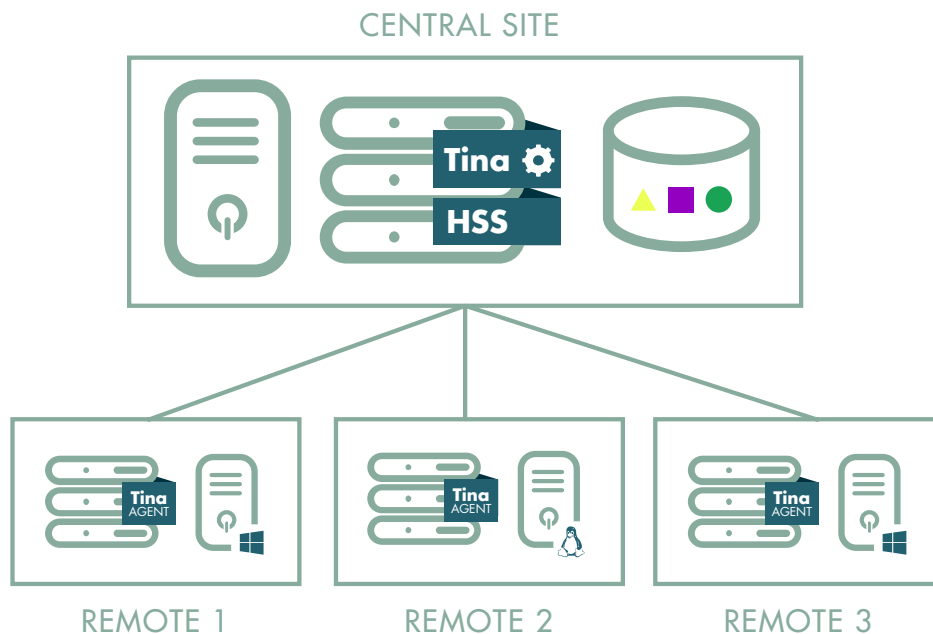 CENTRAL SITE
Tina
HSS
Tina
AGENT
Tina
AGENT
Tina
AGENT
REMOTE 1
REMOTE 2
REMOTE 3